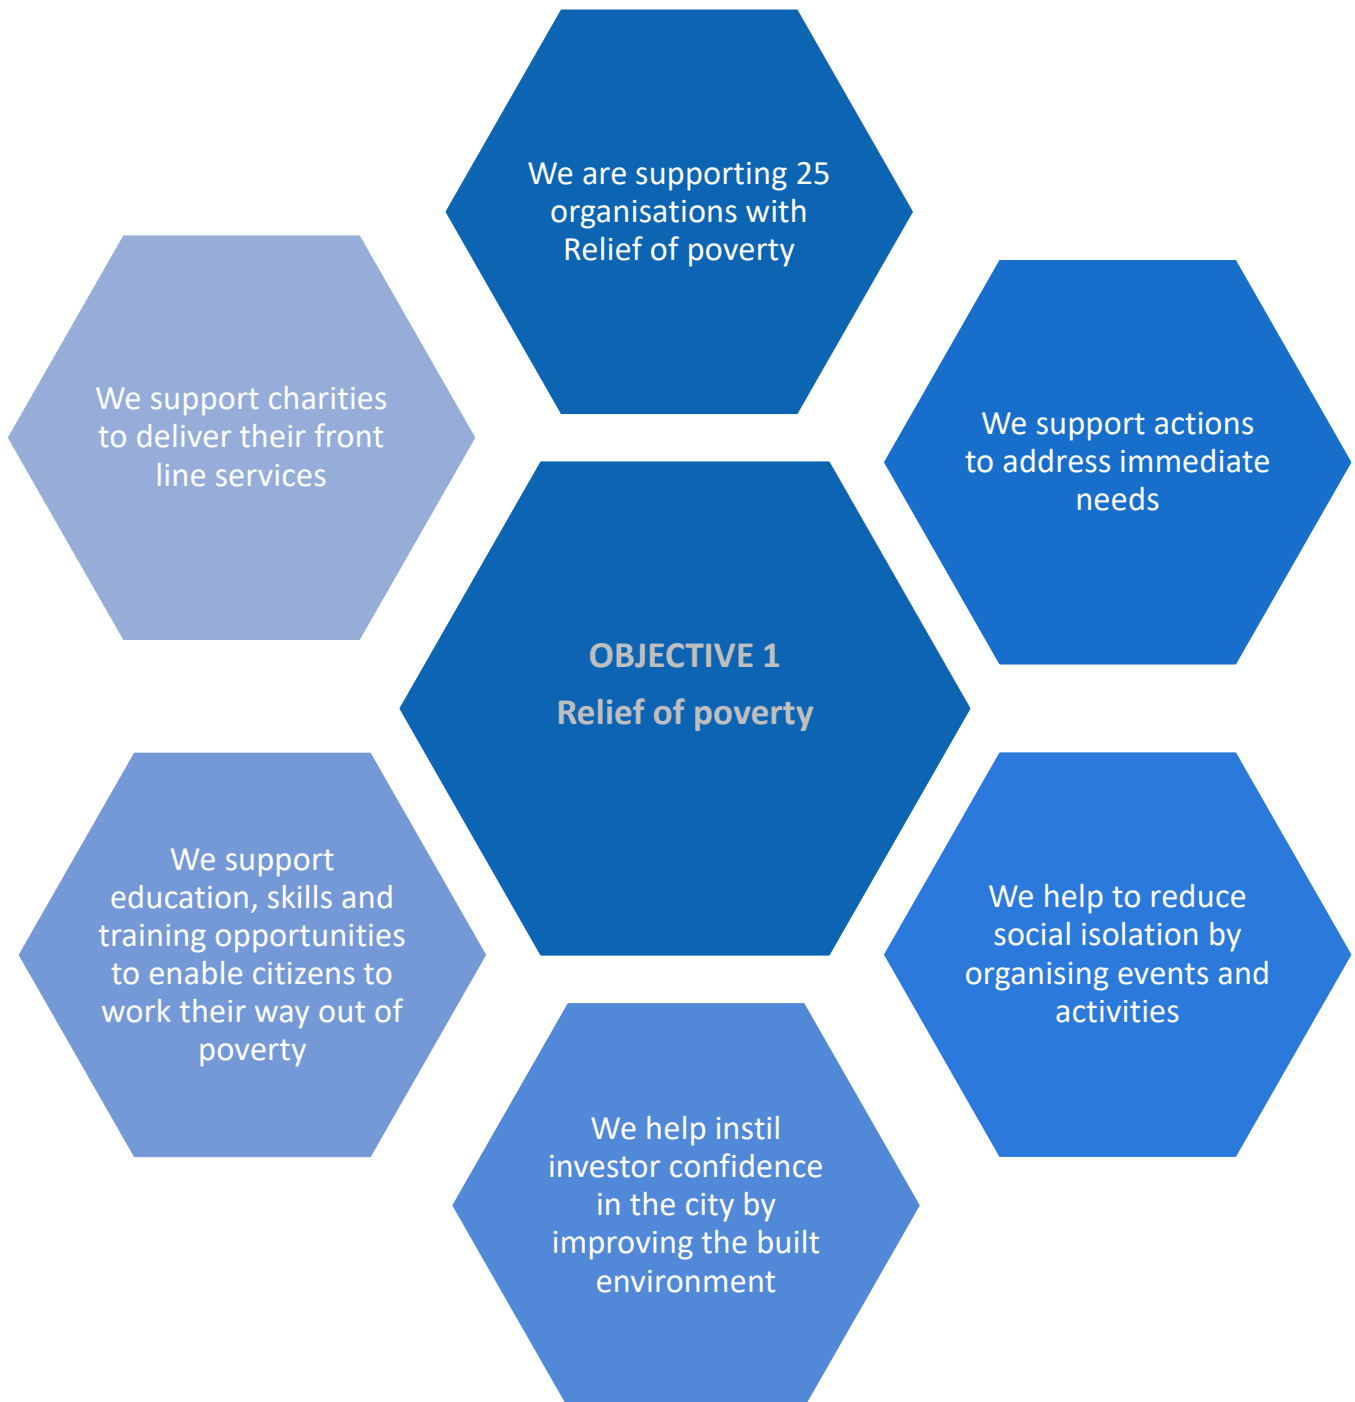 We are supporting 25
organisations with
Relief of poverty
We support actions
to address immediate
needs
We help to reduce
social isolation by
organising events and
activities
We help instil
investor confidence
in the city by
improving the built
environment
We support
education, skills and
training opportunities
to enable citizens to
work their way out of
poverty
We support charities
to deliver their front
line services
OBJECTIVE 1
Relief of poverty